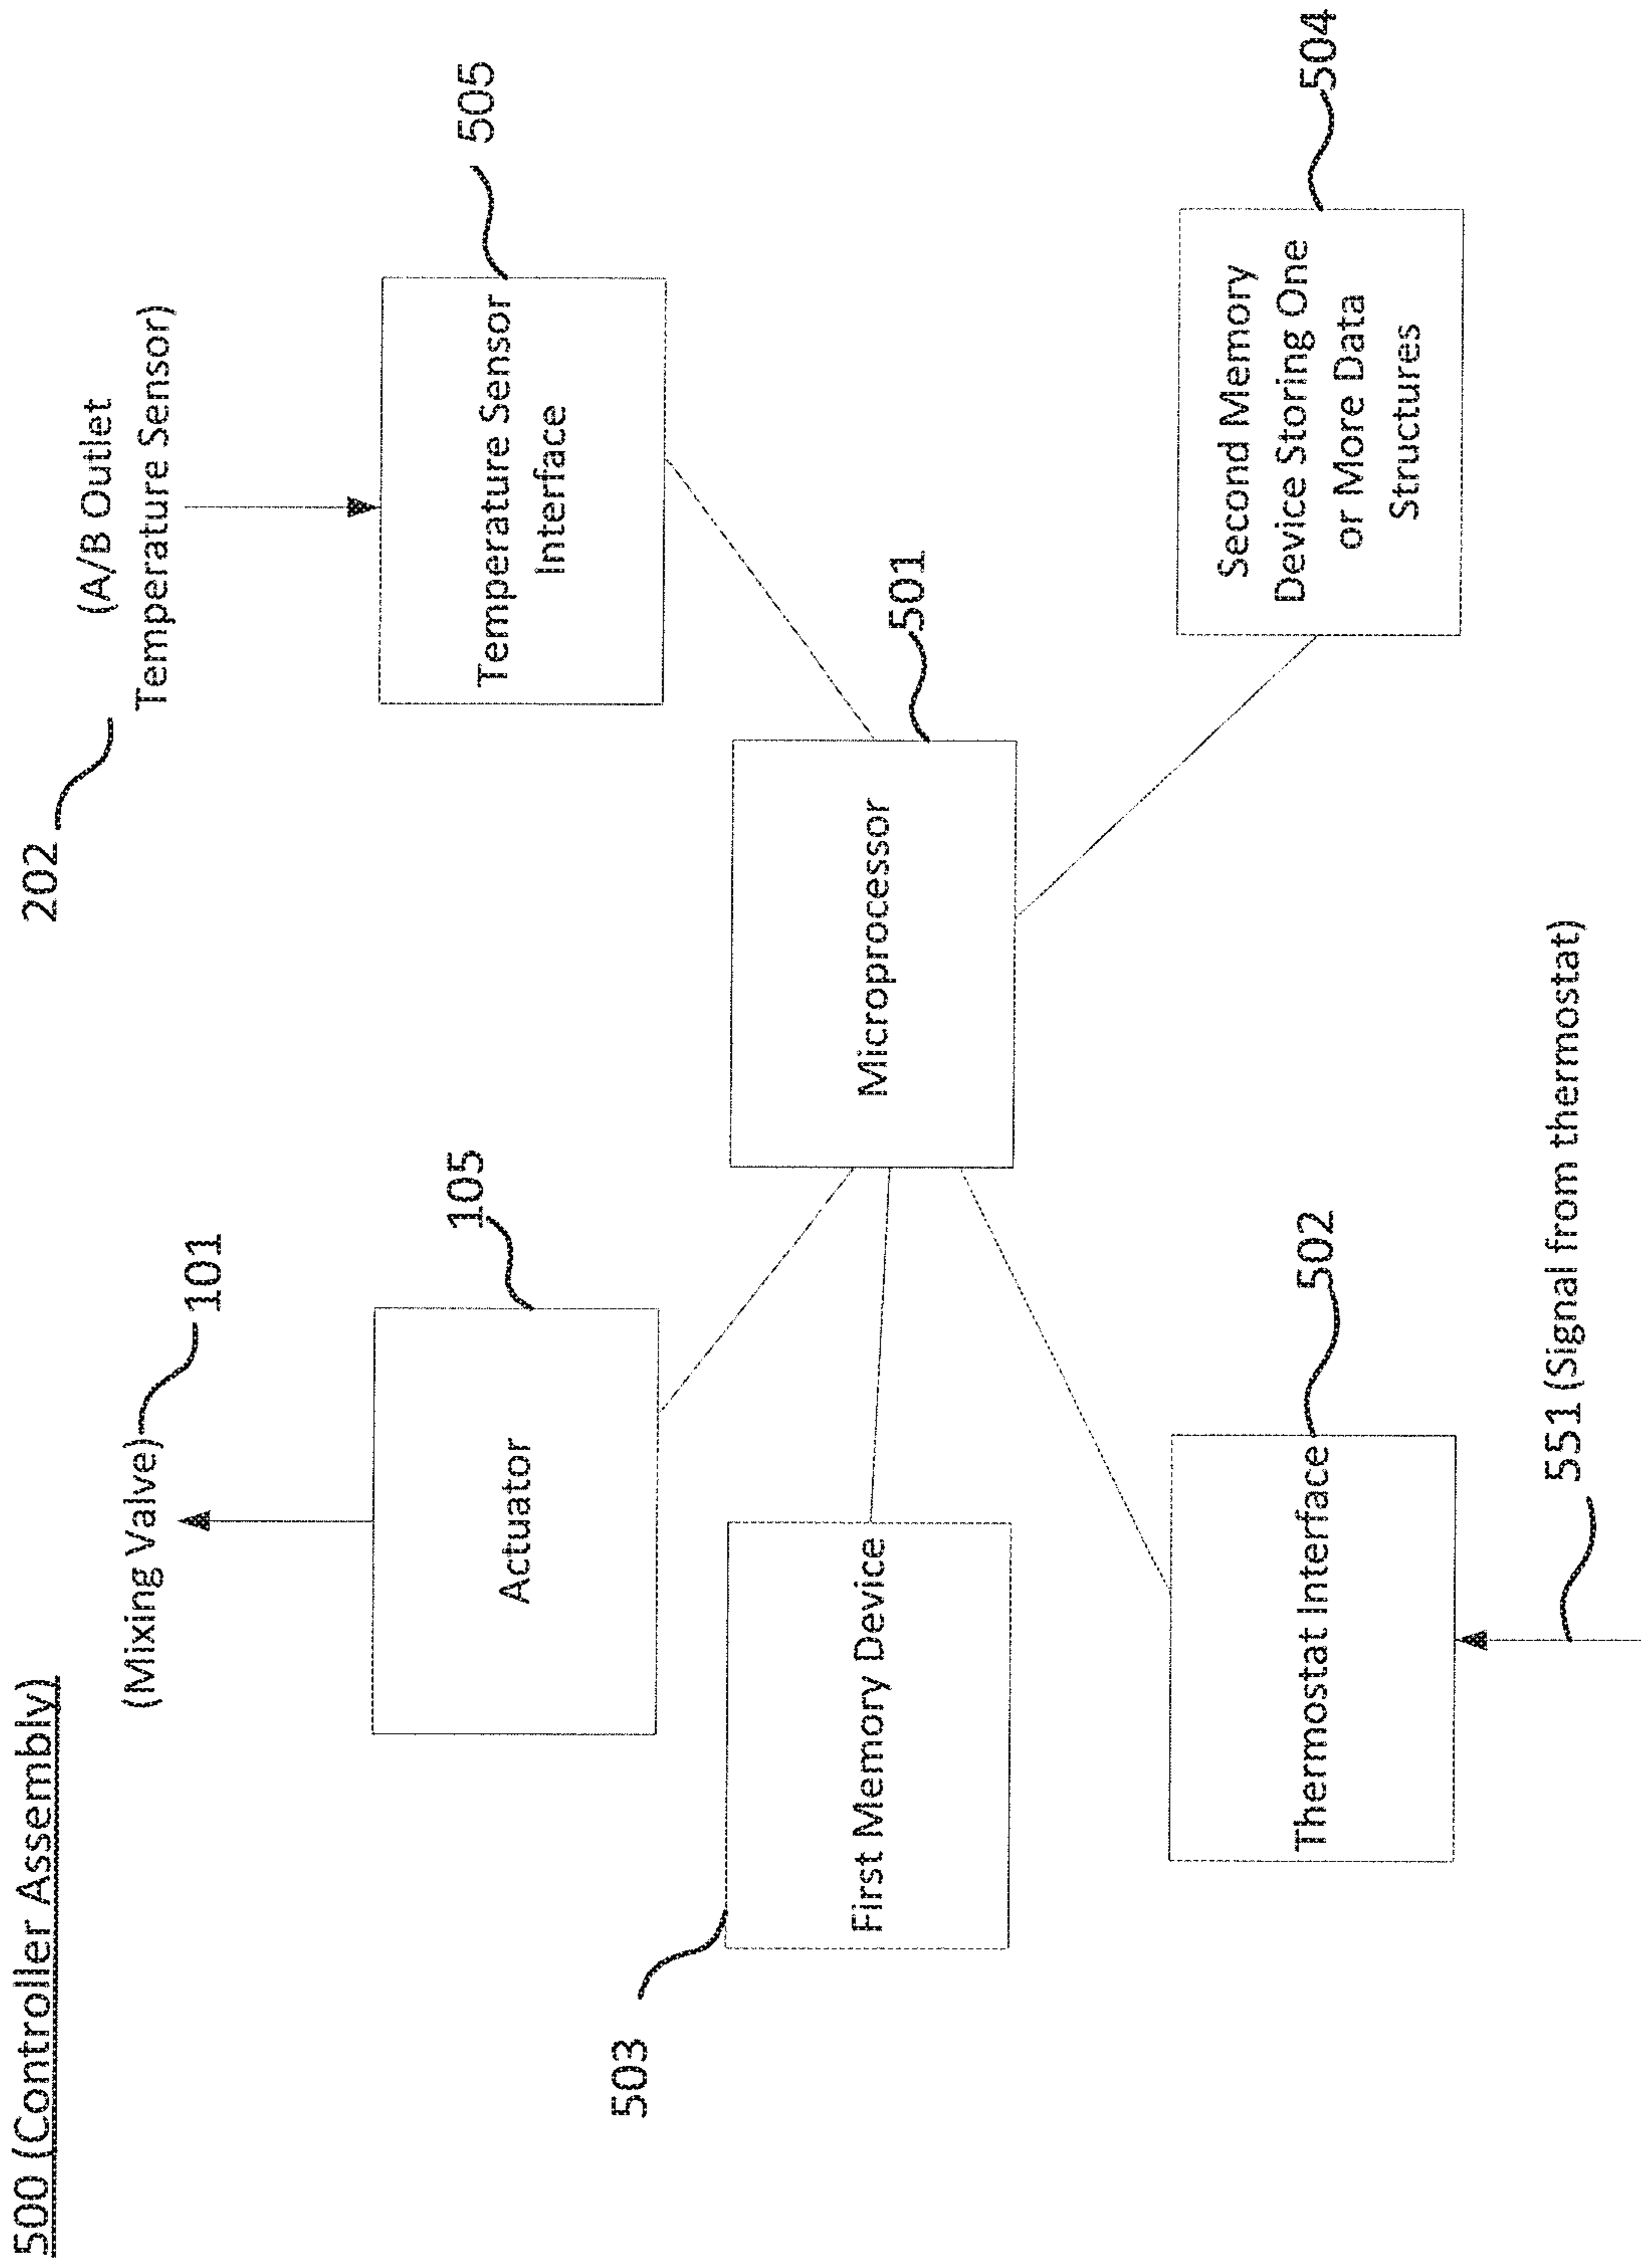 500 (Controller Assembly)
(Mixing Valve)
101
202
(A/B Outlet
Temperature Sensor)
105
Actuator
505
Temperature Sensor
Interface
503
First Memory Device
Microprocessor
501
502
Thermostat Interface
551 (Signal from thermostat)
504
Second Memory
Device Storing One
or More Data
Structures